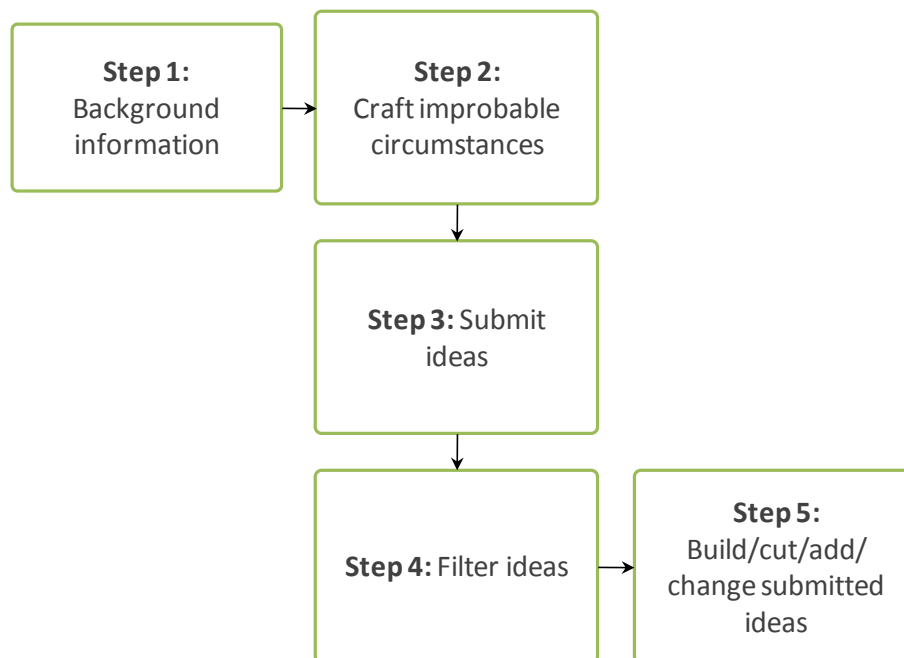 Step 1:
Background
information
Step 2:
Craft improbable
circumstances
Step 3: Submit
ideas
Step 4: Filter ideas
Step 5:
Build/cut/add/
change submitted
ideas